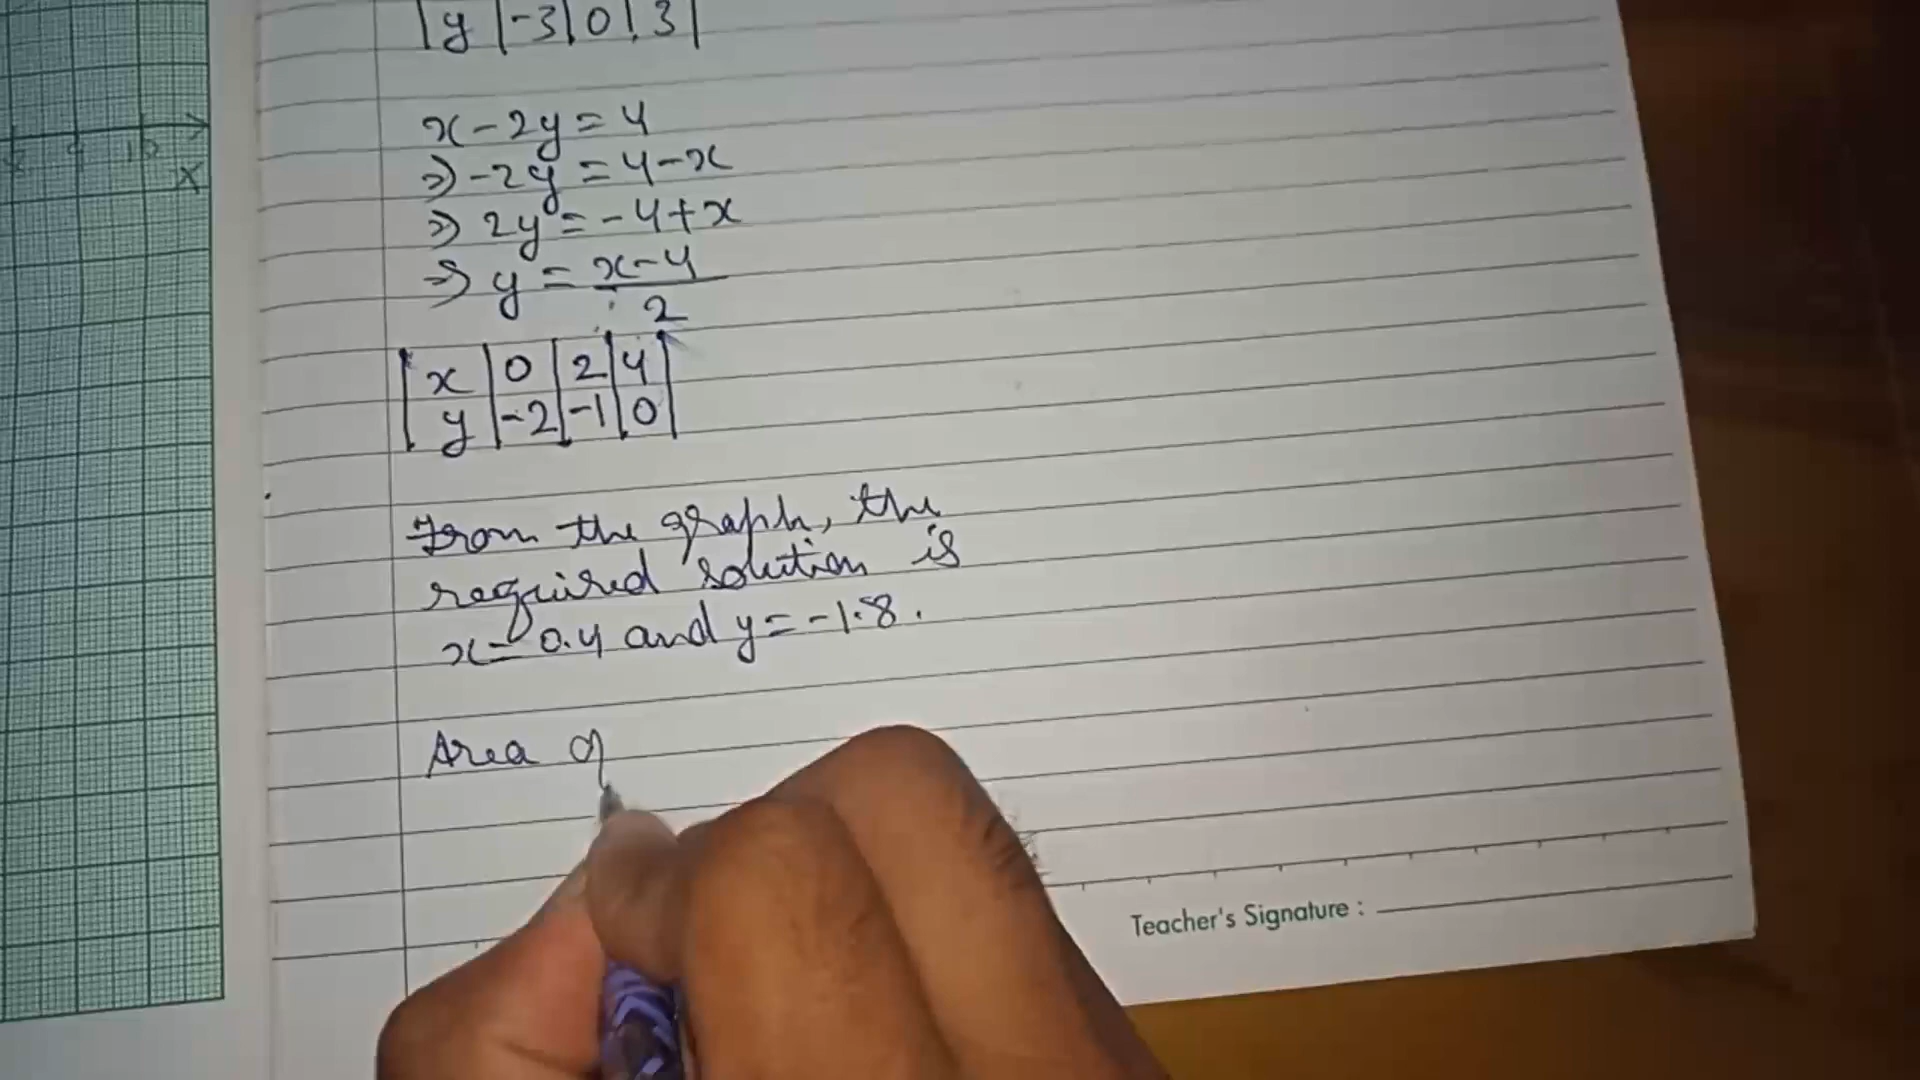 |y|-3|0|3|
x-2y=4
⇒-2y=4-x
⇒ 2y=-4+x
⇒ y=x-4/2
|x|0|2|4|
|y|-2|-1|0|
From the graph, the
required solution is
x=0.4 and y=-1.8.
Area of
Teacher's Signature :
X